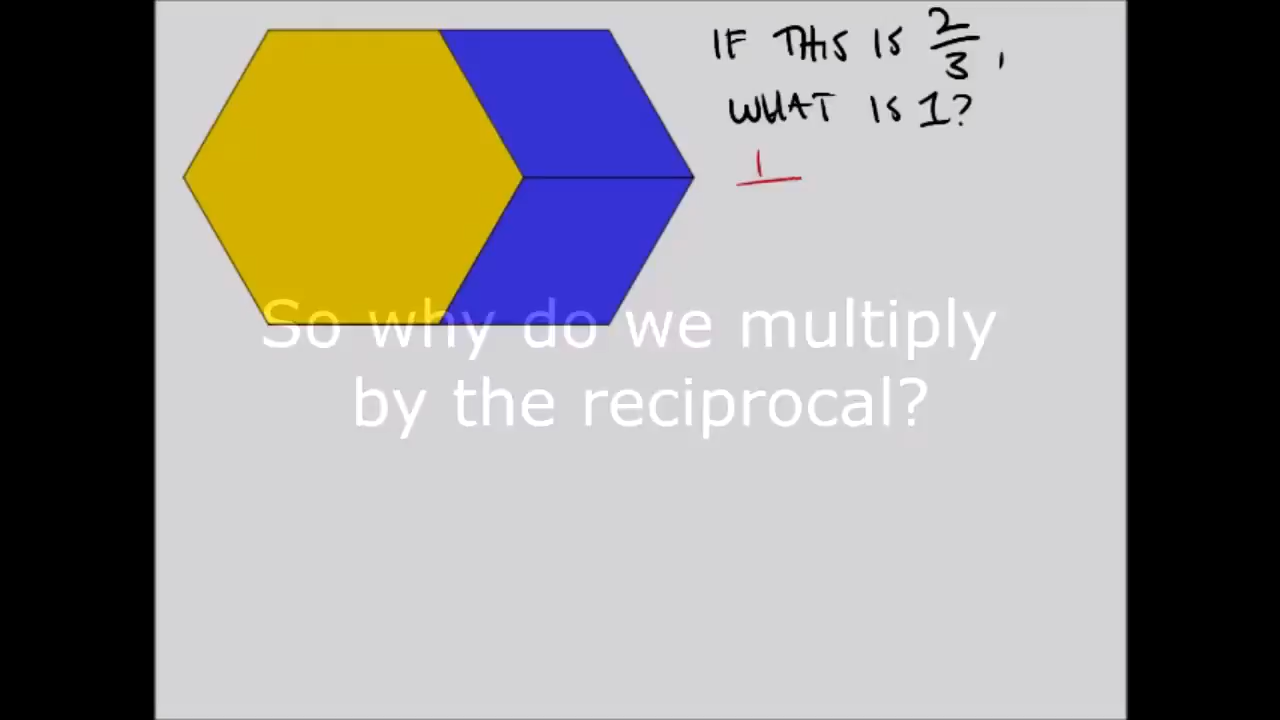 IF THIS IS 2/3,
WHAT IS 1?
1
So why do we multiply
by the reciprocal?